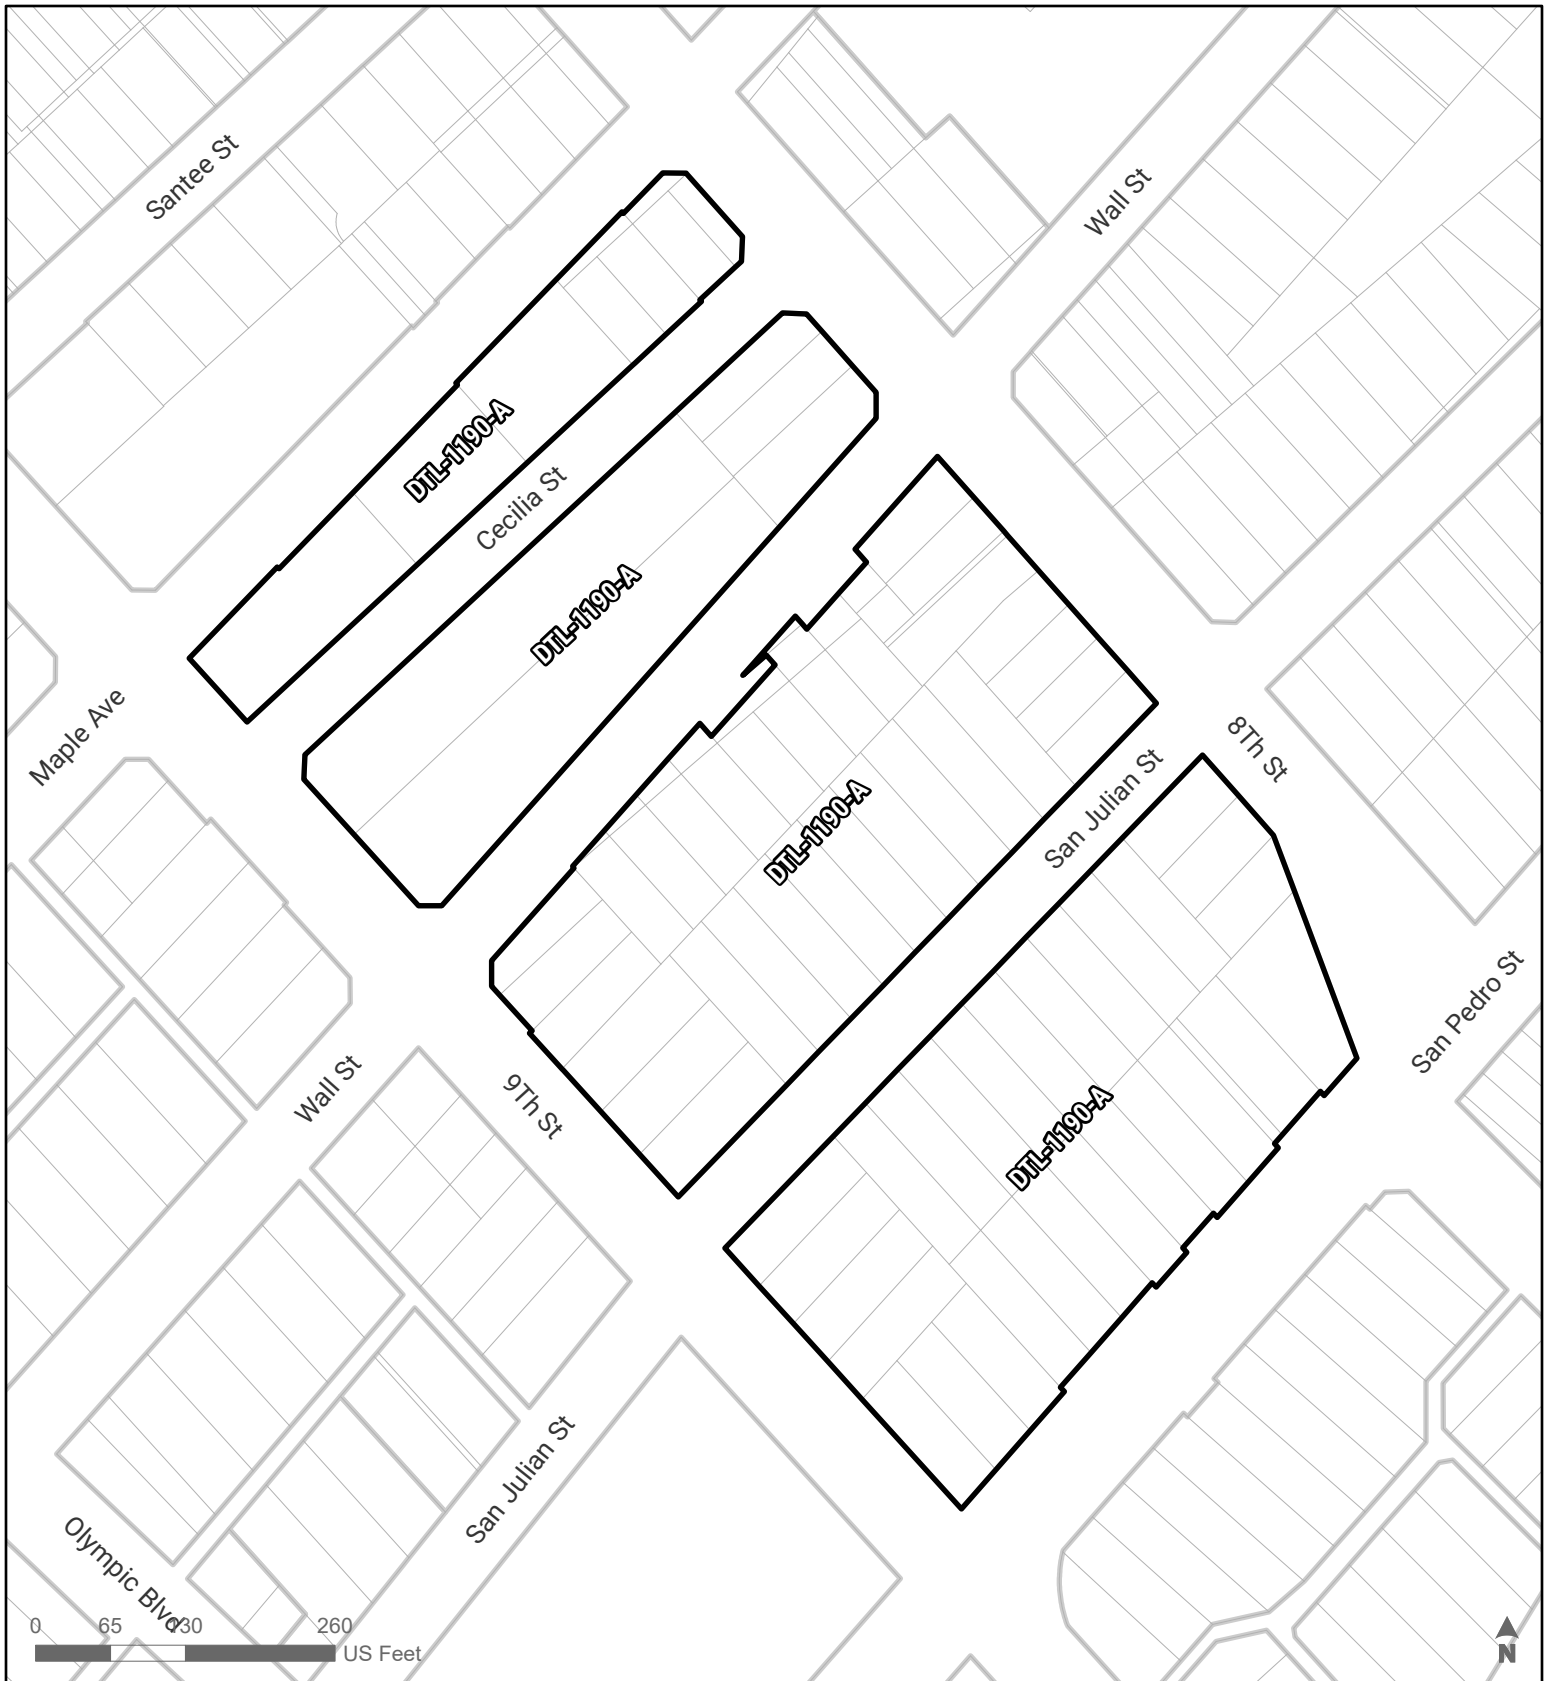 Santee St
Wall St
DTL-1190-A
Cecilia St
DTL-1190-A
Maple Ave
8Th St
San Julian St
DTL-1190-A
San Pedro St
Wall St
9Th St
DTL-1190-A
San Julian St
Olympic Blvd
0 65 130 260
US Feet
N